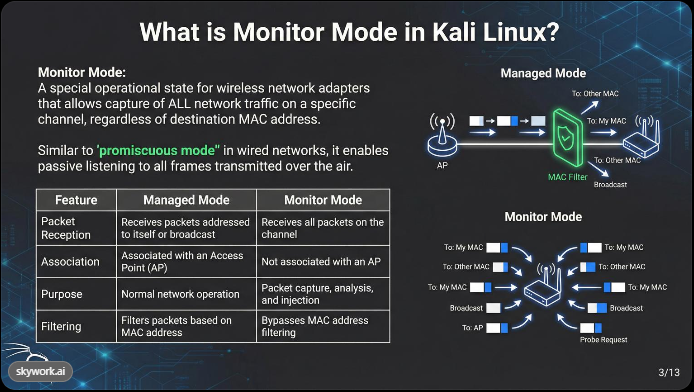 What is Monitor Mode in Kali Linux?
Monitor Mode:
A special operational state for wireless network adapters
that allows capture of ALL network traffic on a specific
channel, regardless of destination MAC address.
Similar to 'promiscuous mode" in wired networks, it enables
passive listening to all frames transmitted over the air.
Feature Managed Mode Monitor Mode
Packet
Reception
Receives packets addressed
to itself or broadcast
Receives all packets on the
channel
Association
Associated with an Access
Point (AP)
Not associated with an AP
Purpose
Normal network operation
Packet capture, analysis,
and injection
Filtering
Filters packets based on
MAC address
Bypasses MAC address
filtering
Managed Mode
To: Other MAC
To: My MAC
AP
To: Other MAC
MAC Filter
Broadcast
Monitor Mode
To: My MAC
To: My MAC
To: Other MAC
To: Other MAC
To: My MAC
To: My MAC
Broadcast
Broadcast
To: AP
Probe Request
skywork.ai
3/13